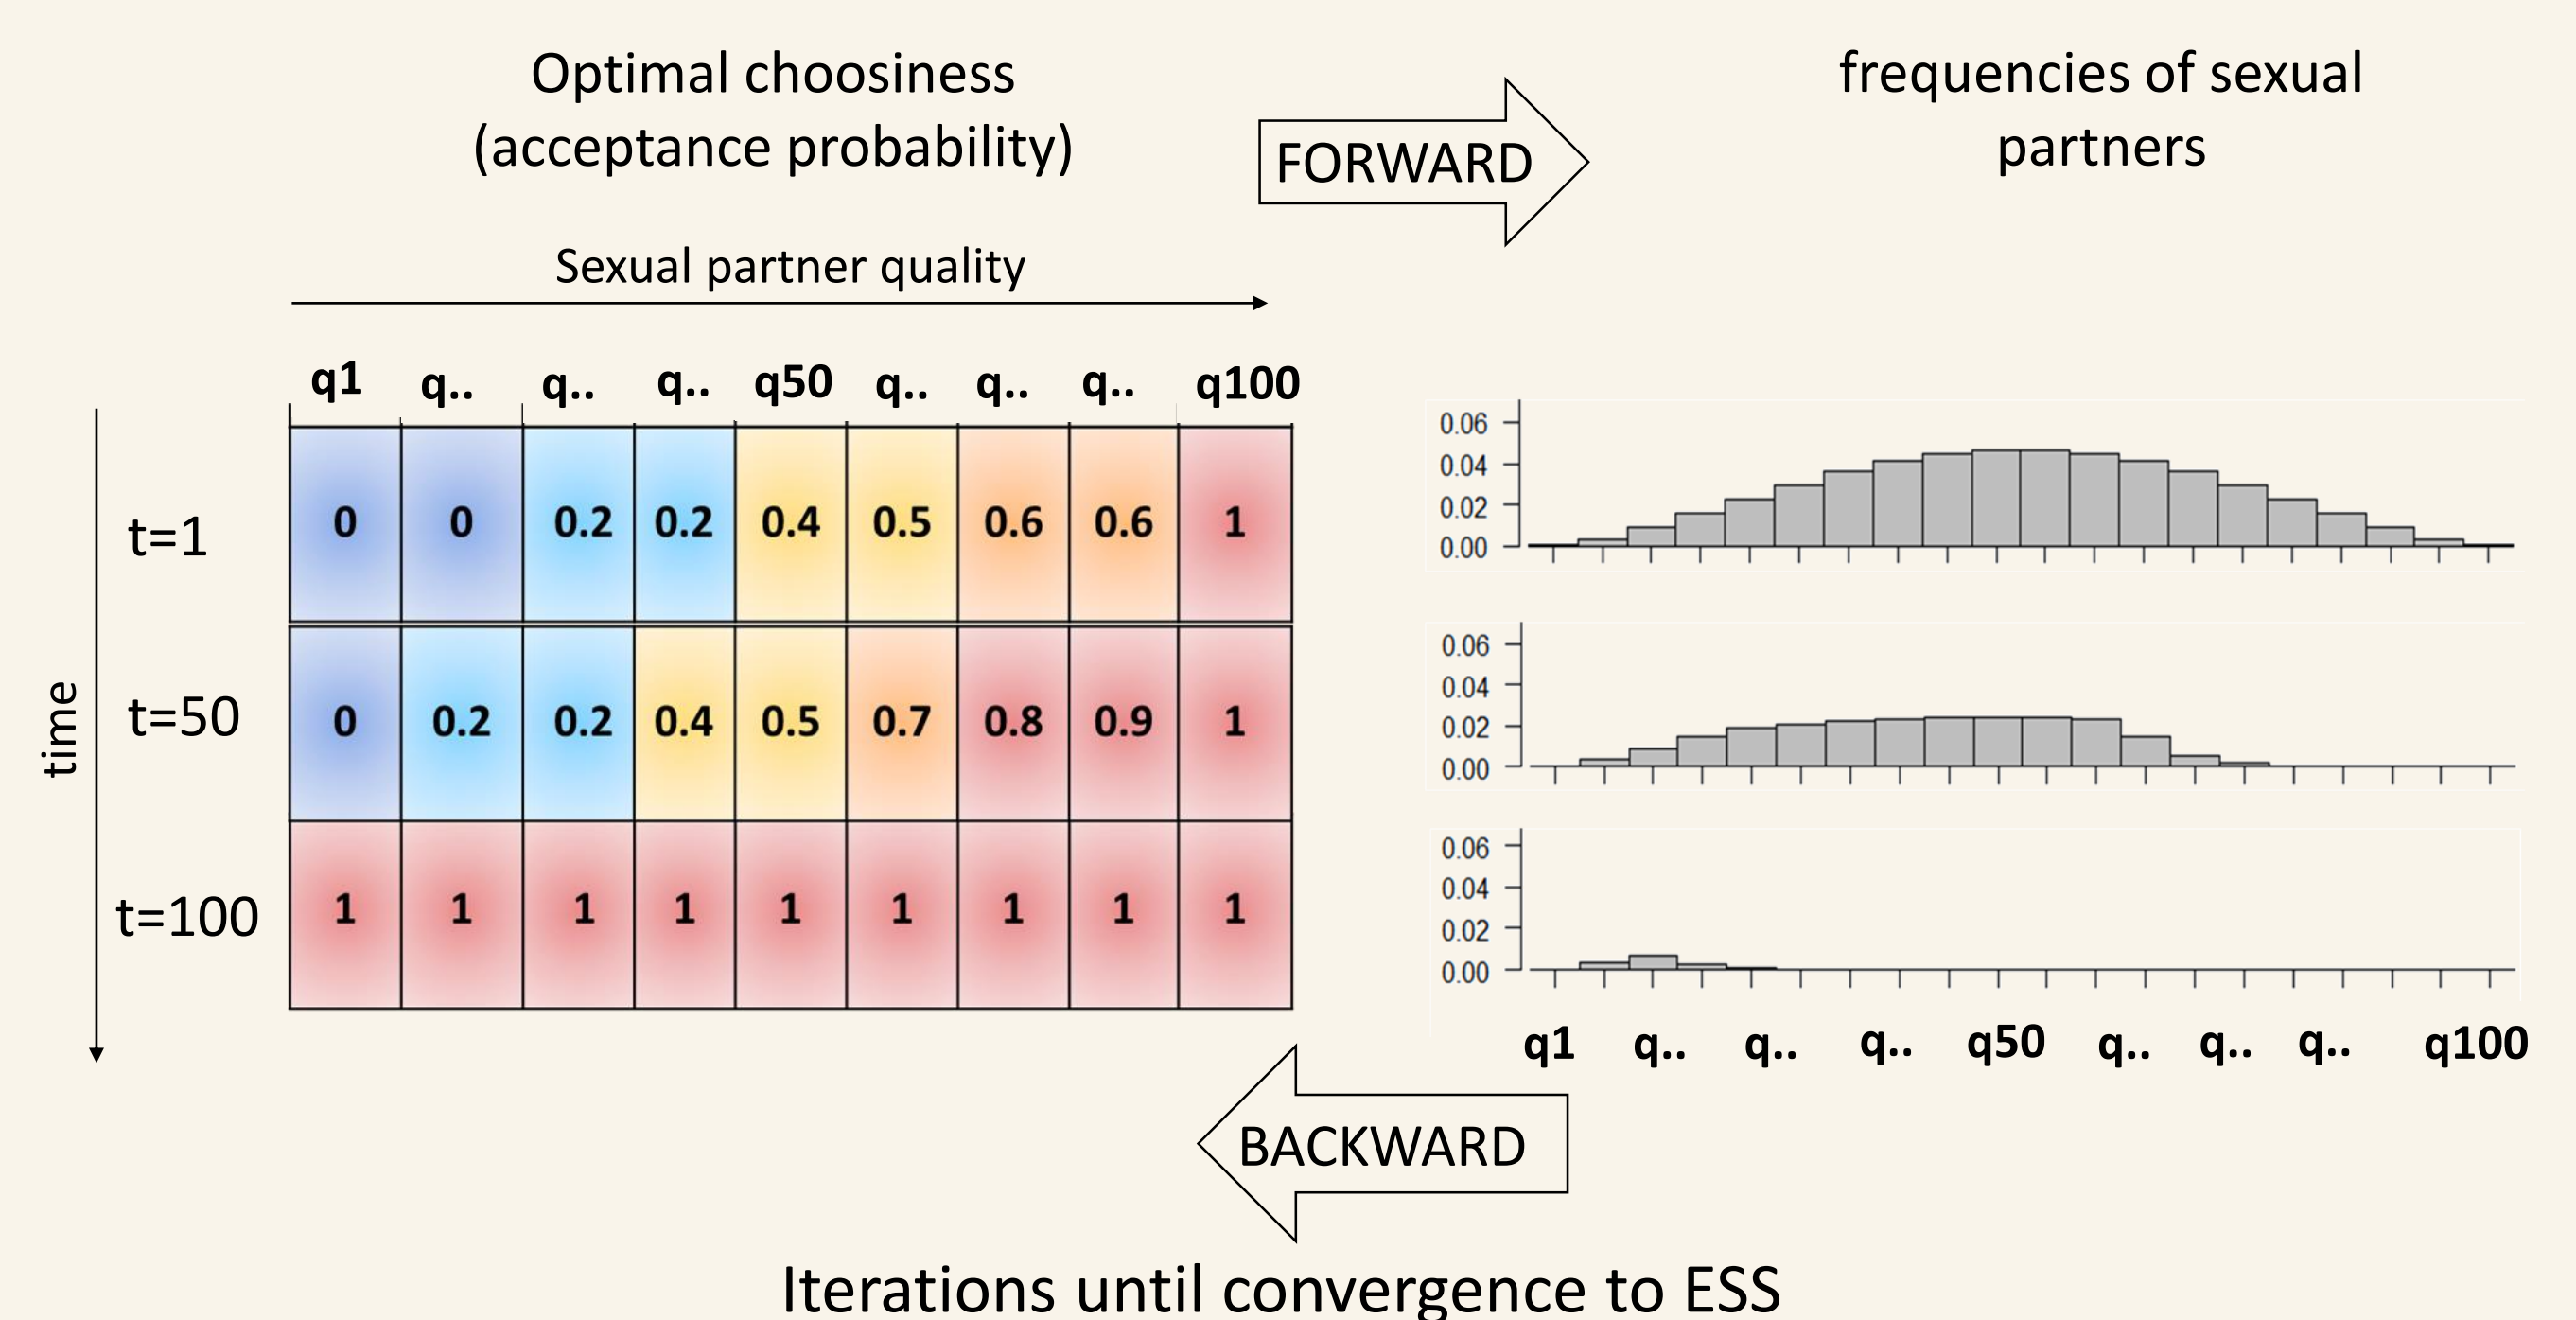 Optimal choosiness
(acceptance probability)
FORWARD
frequencies of sexual
partners
Sexual partner quality
q1 q.. q.. q.. q50 q.. q.. q.. q100
time
t=1 0 0 0.2 0.2 0.4 0.5 0.6 0.6 1
t=50 0 0.2 0.2 0.4 0.5 0.7 0.8 0.9 1
t=100 1 1 1 1 1 1 1 1 1
0.06
0.04
0.02
0.00
0.06
0.04
0.02
0.00
0.06
0.04
0.02
0.00
q1 q.. q.. q.. q50 q.. q.. q.. q100
BACKWARD
Iterations until convergence to ESS